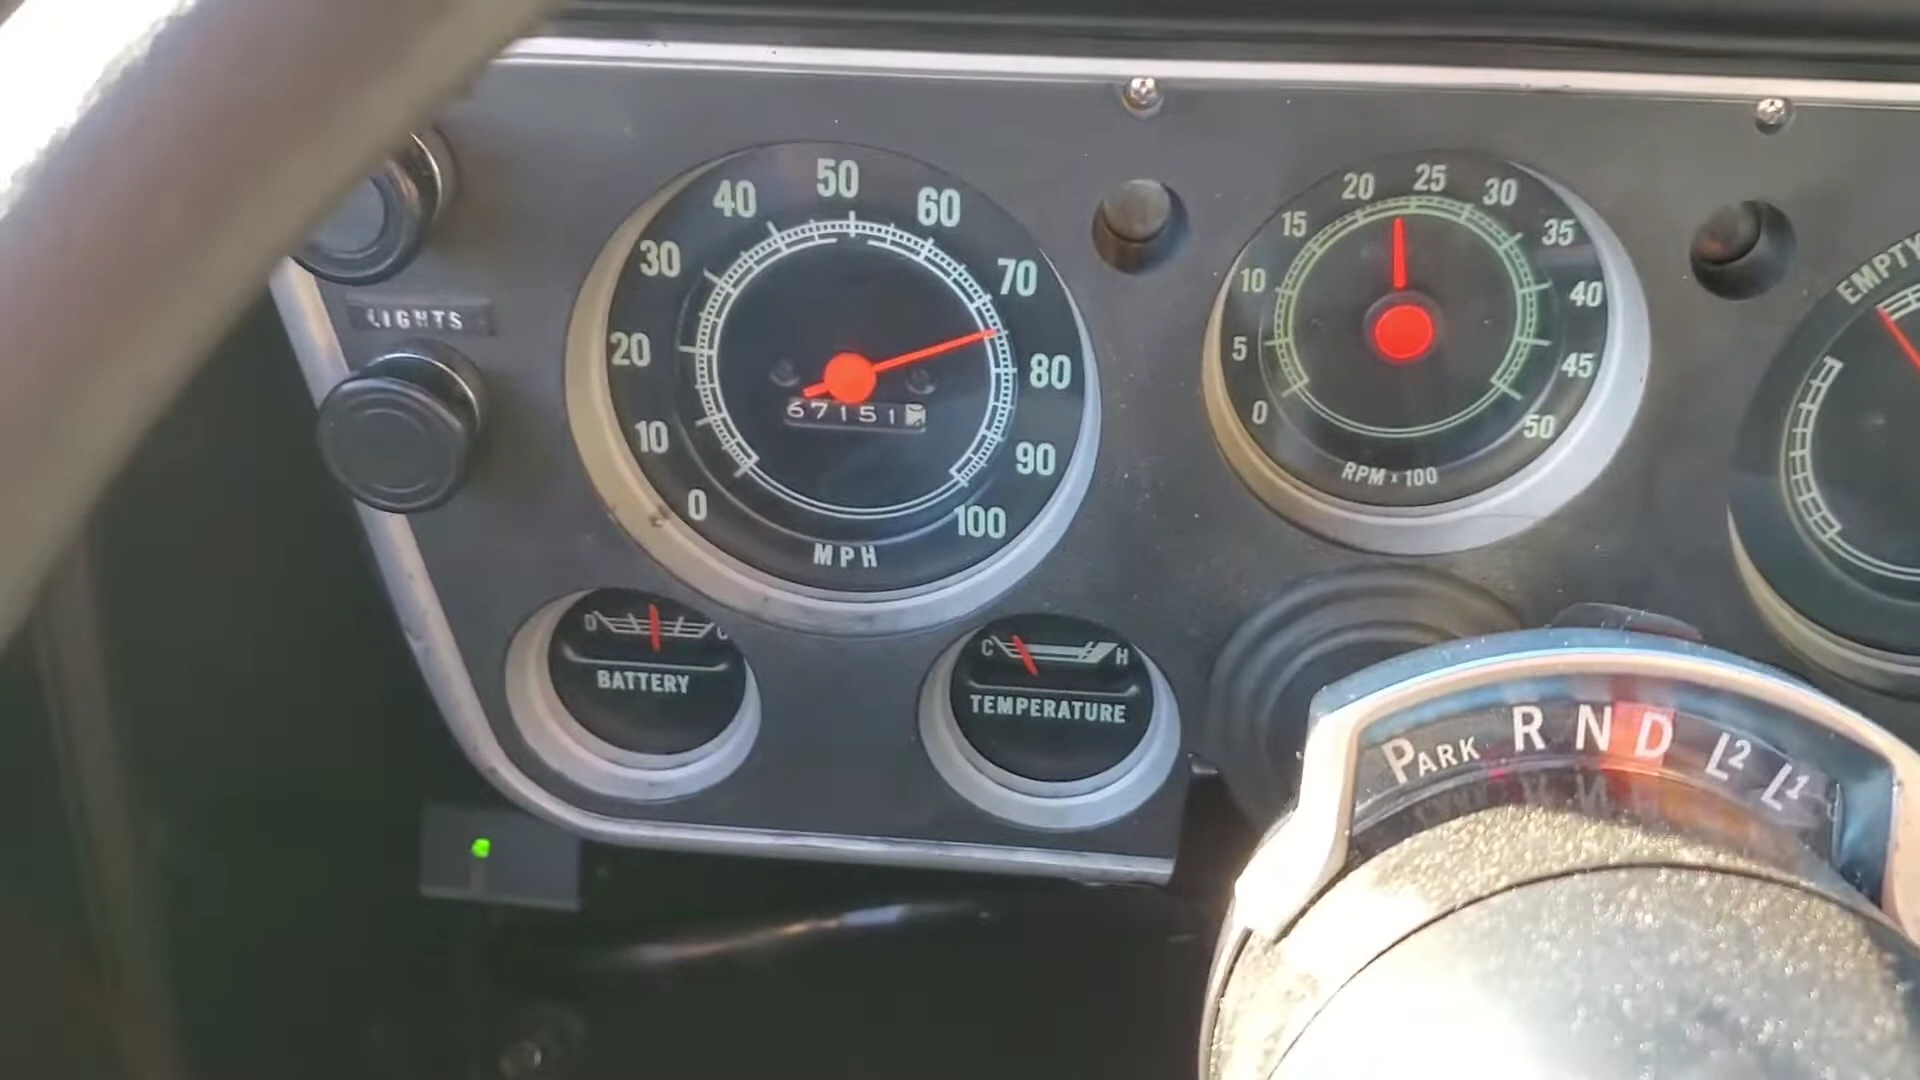 LIGHTS
0 10 20 30 40 50 60 70 80 90 100
67151
MPH
0 5 10 15 20 25 30 35 40 45 50
RPM x 100
EMPTY
D
BATTERY
C H
TEMPERATURE
PARK R N D L2 L1